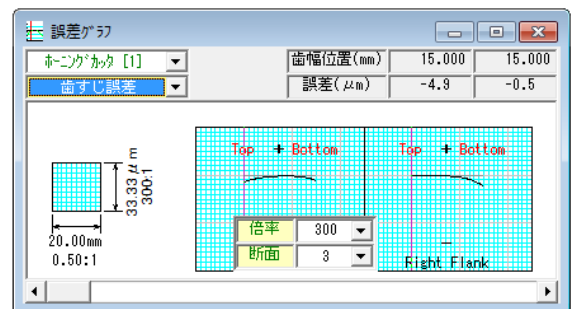 誤差グラフ
ホーニングカッタ [1]
歯幅位置(mm) 15.000 15.000
歯すじ誤差
誤差(μm) -4.9 -0.5
Top + Bottom
Top + Bottom
33.33μm
300:1
20.00mm
0.50:1
倍率 300
断面 3
Right Flank